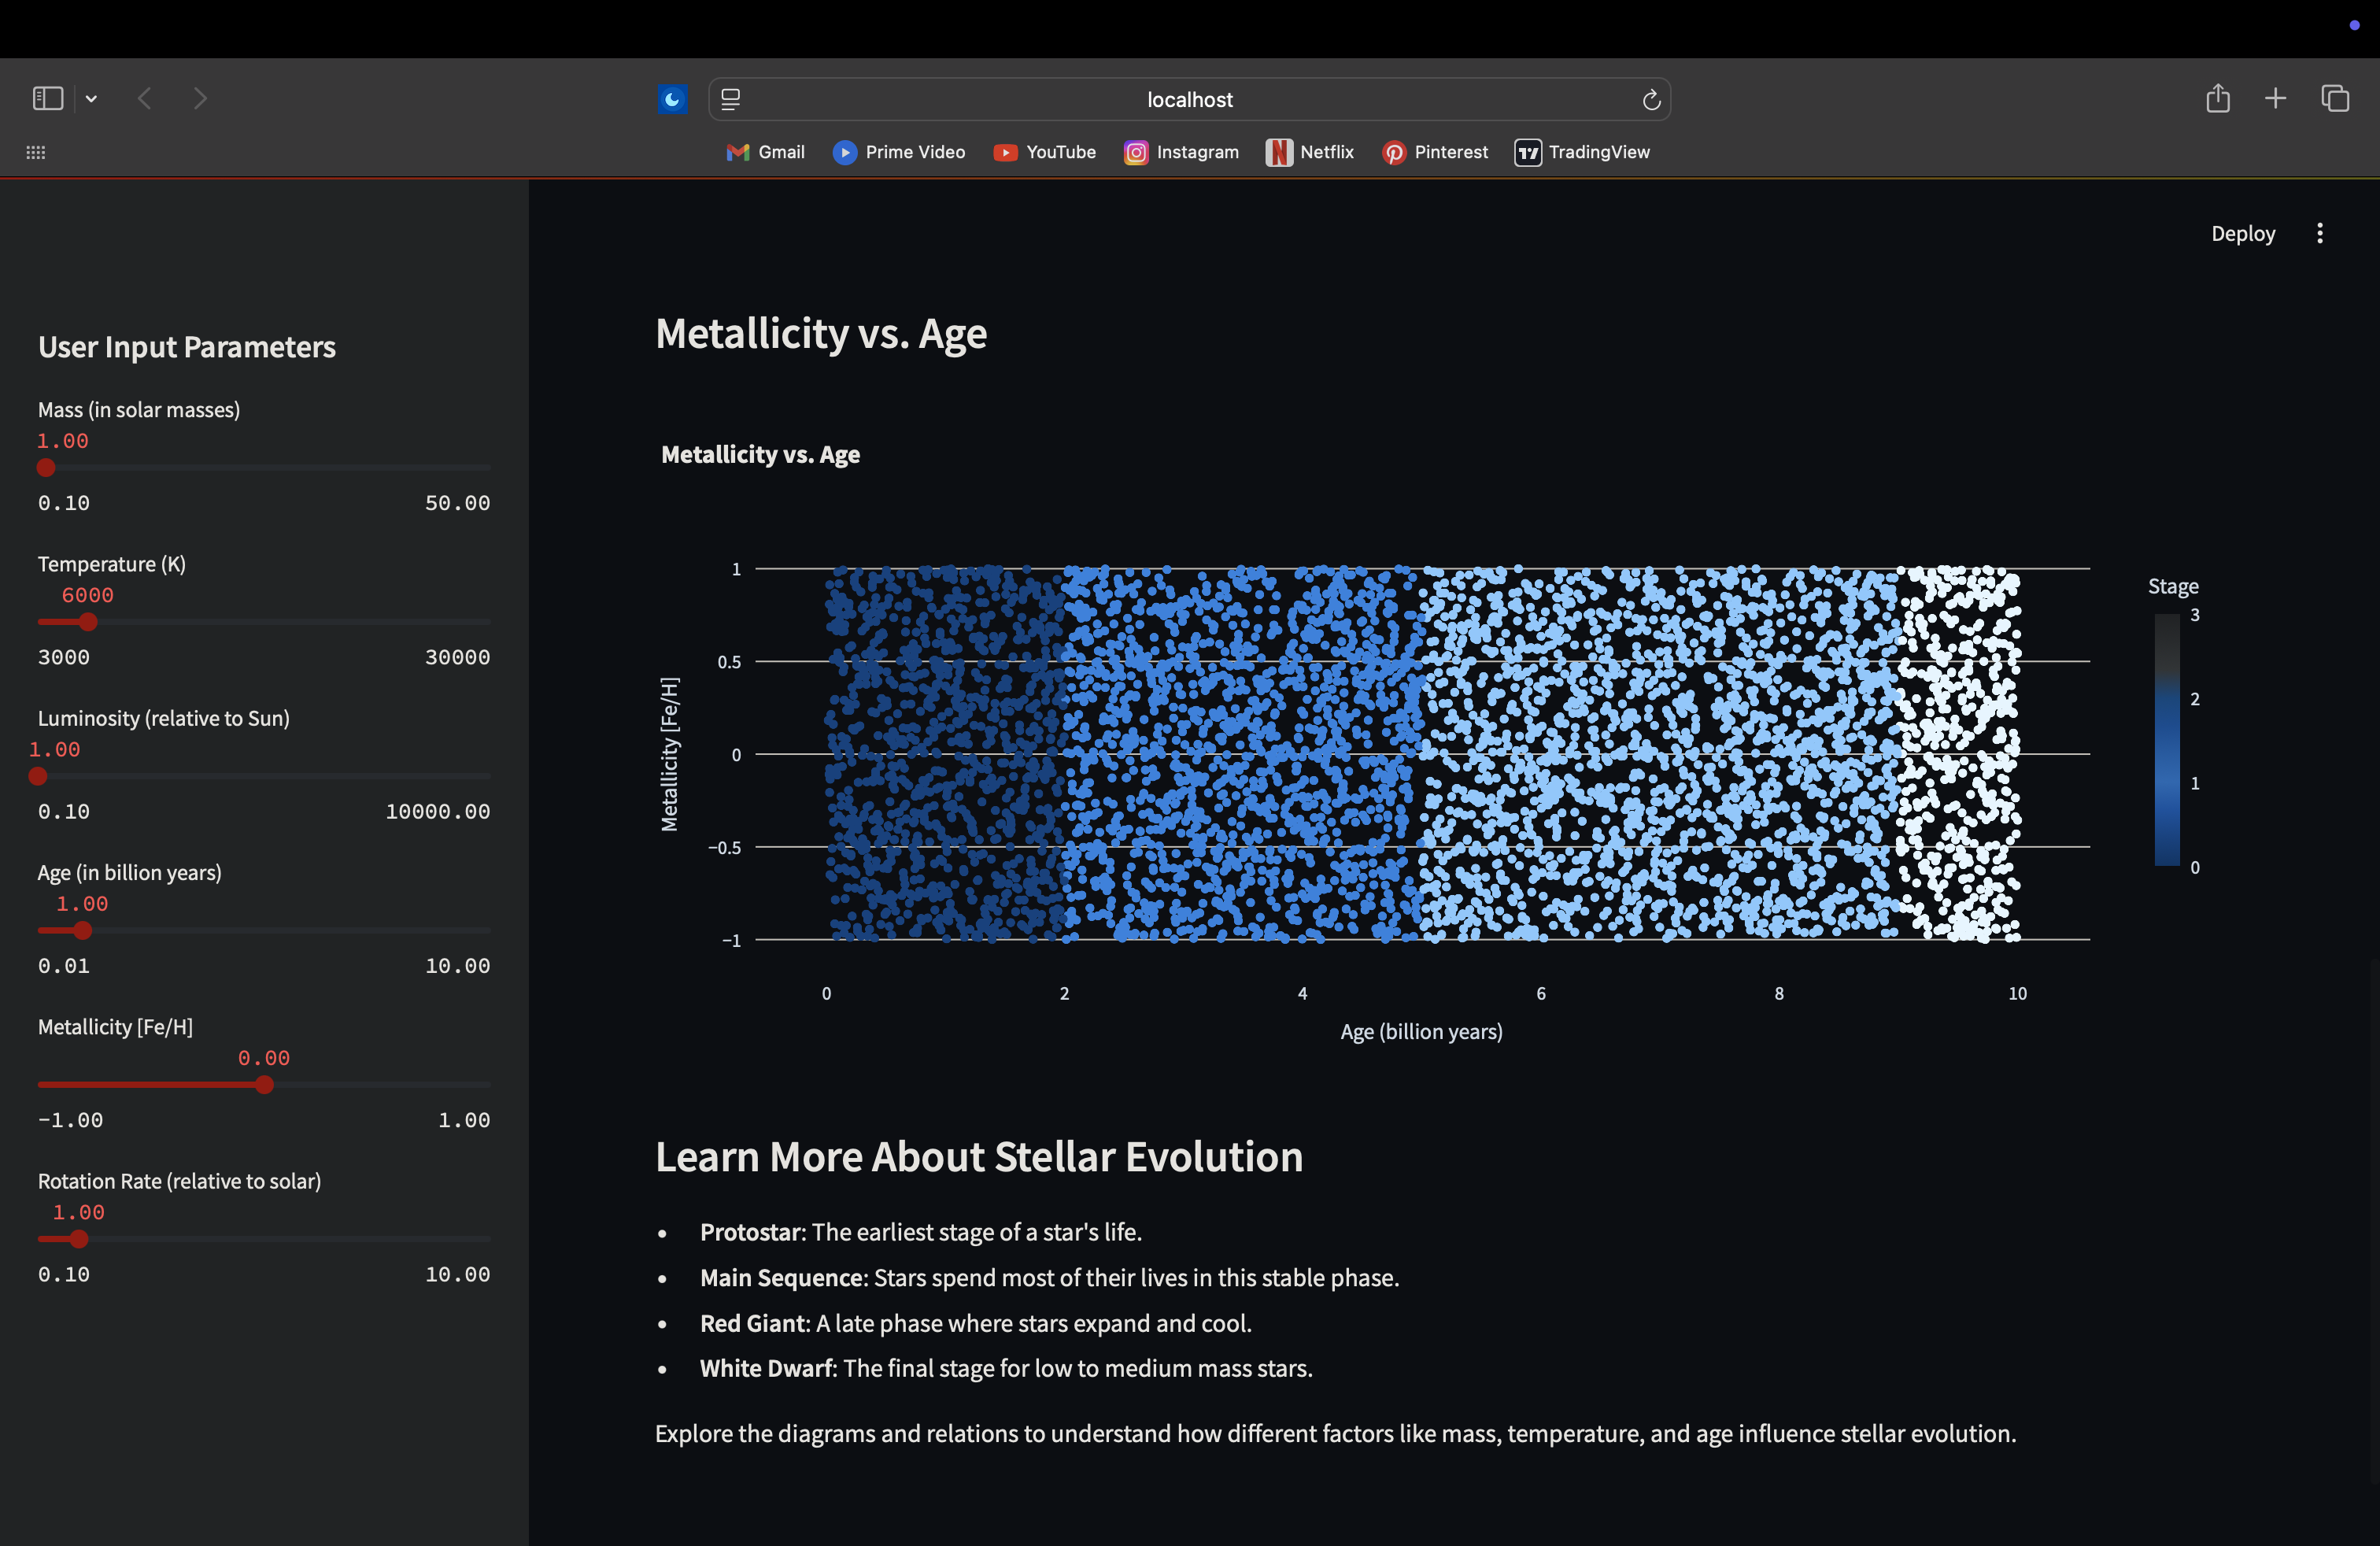 localhost
Gmail
Prime Video
YouTube
Instagram
Netflix
Pinterest
TradingView
Deploy
User Input Parameters
Mass (in solar masses)
1.00
0.10 50.00
Temperature (K)
6000
3000 30000
Luminosity (relative to Sun)
1.00
0.10 10000.00
Age (in billion years)
1.00
0.01 10.00
Metallicity [Fe/H]
0.00
−1.00 1.00
Rotation Rate (relative to solar)
1.00
0.10 10.00
Metallicity vs. Age
Metallicity vs. Age
Metallicity [Fe/H]
1
0.5
0
−0.5
−1
0 2 4 6 8 10
Age (billion years)
Stage
3
2
1
0
Learn More About Stellar Evolution
• Protostar: The earliest stage of a star's life.
• Main Sequence: Stars spend most of their lives in this stable phase.
• Red Giant: A late phase where stars expand and cool.
• White Dwarf: The final stage for low to medium mass stars.
Explore the diagrams and relations to understand how different factors like mass, temperature, and age influence stellar evolution.